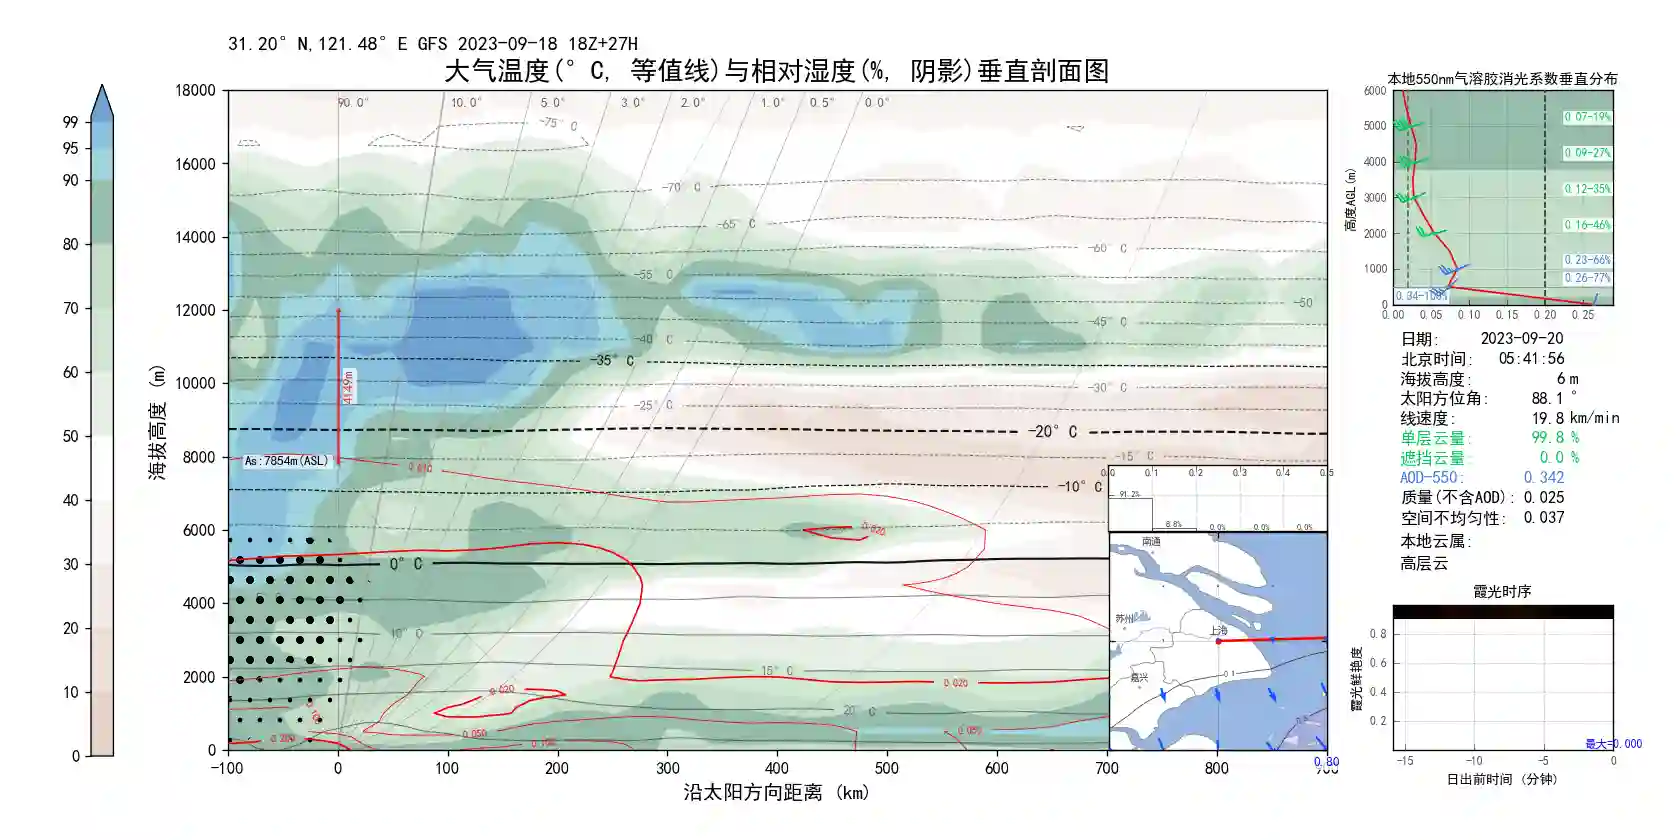 31.20° N,121.48° E GFS 2023-09-18 18Z+27H
大气温度(° C, 等值线)与相对湿度(%, 阴影)垂直剖面图
99
95
90
80
70
60
50
40
30
20
10
0
海拔高度 (m)
18000
16000
14000
12000
10000
8000
6000
4000
2000
0
90.0° 10.0° 5.0° 3.0° 2.0° 1.0° 0.5° 0.0°
-75° C
-70° C
-65° C
-60° C
-55° C
-50
-45° C
-40° C
-35° C
-30° C
-25° C
-20° C
-15° C
-10° C
0° C
10° C
15° C
20° C
4149m
As:7854m(ASL)
0.010
0.020
0.020
0.020
0.050
0.100
0.200
0.050
-100 0 100 200 300 400 500 600 700 800
沿太阳方向距离 (km)
0.0 0.1 0.2 0.3 0.4 0.5
91.2%
8.8% 0.0% 0.0% 0.0%
南通
苏州
上海
嘉兴
0.1
0.80
本地550nm气溶胶消光系数垂直分布
高度AGL(m)
6000
5000
4000
3000
2000
1000
0
0.07-19%
0.09-27%
0.12-35%
0.16-46%
0.23-66%
0.26-77%
0.34-100%
0.00 0.05 0.10 0.15 0.20 0.25
日期: 2023-09-20
北京时间: 05:41:56
海拔高度: 6 m
太阳方位角: 88.1 °
线速度: 19.8 km/min
单层云量: 99.8 %
遮挡云量: 0.0 %
AOD-550: 0.342
质量(不含AOD): 0.025
空间不均匀性: 0.037
本地云属:
高层云
霞光时序
霞光鲜艳度
0.8
0.6
0.4
0.2
最大=0.000
-15 -10 -5 0
日出前时间 (分钟)